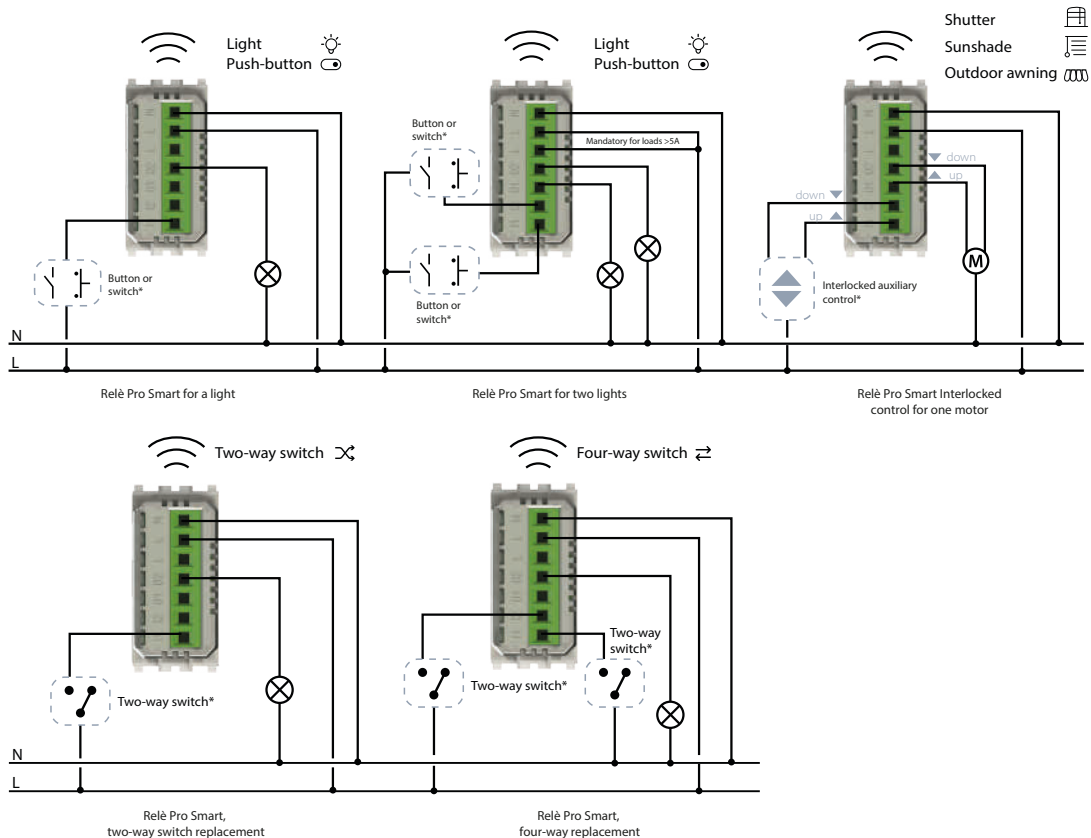 Light
Push-button
Button or
switch*
N
L
Relè Pro Smart for a light
Light
Push-button
Button or
switch*
Mandatory for loads >5A
Button or
switch*
Relè Pro Smart for two lights
Shutter
Sunshade
Outdoor awning
down
up
down
up
M
Interlocked auxiliary
control*
Relè Pro Smart Interlocked
control for one motor
Two-way switch
Two-way switch*
N
L
Relè Pro Smart,
two-way switch replacement
Four-way switch
Two-way
switch*
Two-way switch*
Relè Pro Smart,
four-way replacement